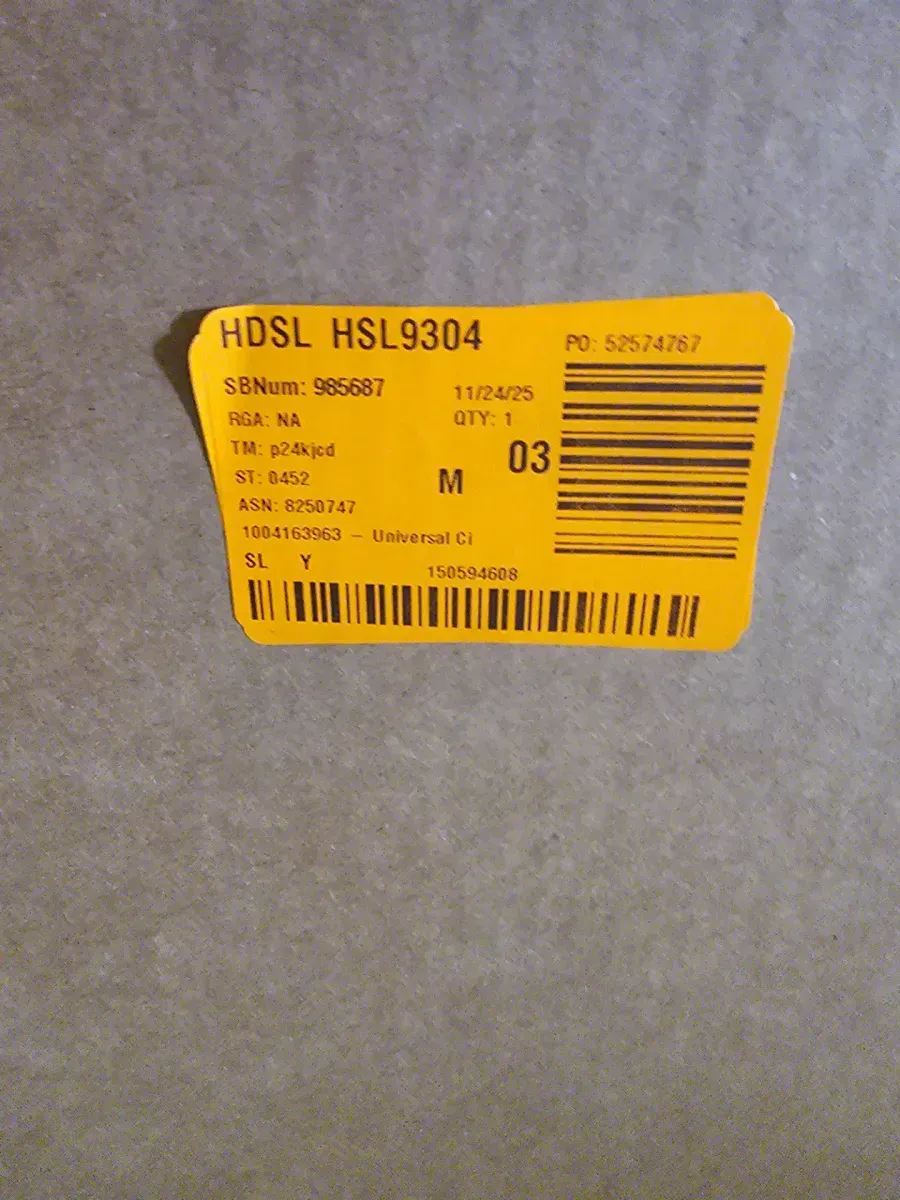 HDSL HSL9304
PO: 52574767
SBNum: 985687
11/24/25
RGA: NA
QTY: 1
TM: p24kjcd
03
ST: 0452
M
ASN: 8250747
1004163963 – Universal Ci
SL Y
150594608